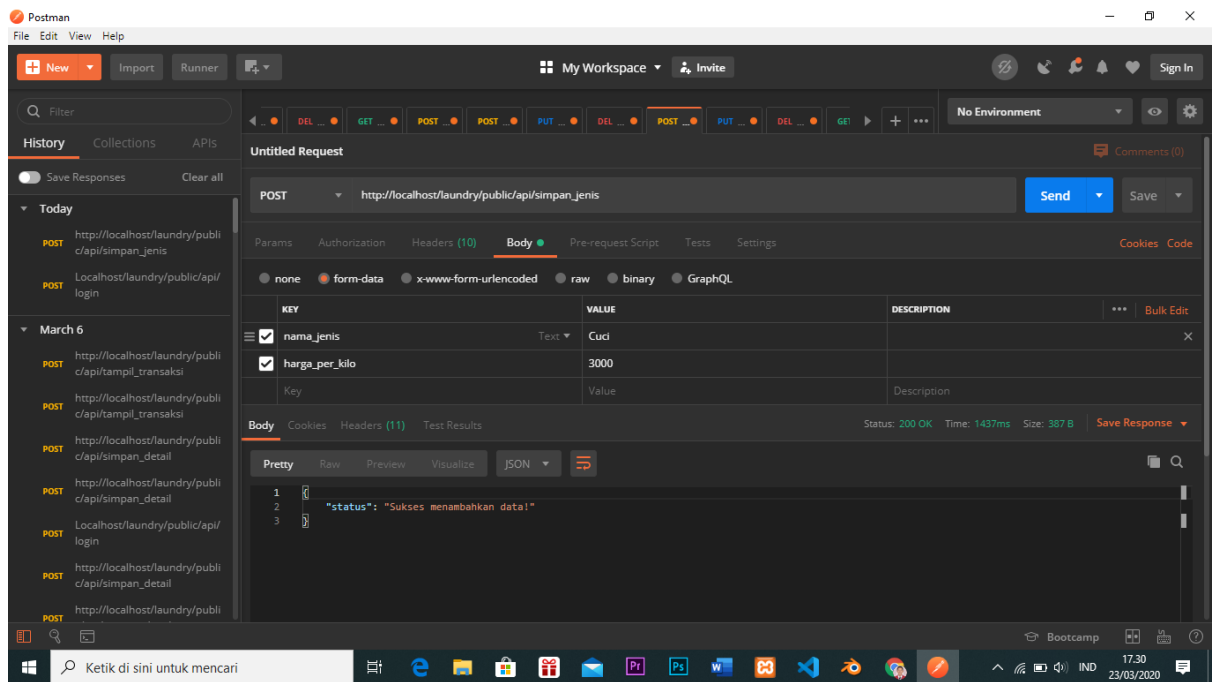 Postman
File Edit View Help
New
Import
Runner
My Workspace
Invite
Sign In
Filter
History
Collections
APIs
Save Responses
Clear all
Today
POST http://localhost/laundry/publi
c/api/simpan_jenis
POST Localhost/laundry/public/api/
login
March 6
POST http://localhost/laundry/publi
c/api/tampil_transaksi
POST http://localhost/laundry/publi
c/api/tampil_transaksi
POST http://localhost/laundry/publi
c/api/simpan_detail
POST http://localhost/laundry/publi
c/api/simpan_detail
POST Localhost/laundry/public/api/
login
POST http://localhost/laundry/publi
c/api/simpan_detail
POST http://localhost/laundry/publi
.. DEL ... GET ... POST ... POST ... PUT ... DEL ... POST ... PUT ... DEL ... GET
No Environment
Untitled Request
Comments (0)
POST http://localhost/laundry/public/api/simpan_jenis
Send
Save
Params Authorization Headers (10) Body Pre-request Script Tests Settings
Cookies Code
none form-data x-www-form-urlencoded raw binary GraphQL
KEY VALUE DESCRIPTION ... Bulk Edit
nama_jenis Text Cuci
harga_per_kilo 3000
Key Value Description
Body Cookies Headers (11) Test Results
Status: 200 OK Time: 1437ms Size: 387 B Save Response
Pretty Raw Preview Visualize JSON
1 {
2 "status": "Sukses menambahkan data!"
3 }
Bootcamp
Ketik di sini untuk mencari
Pr
Ps
W
IND
17.30
23/03/2020